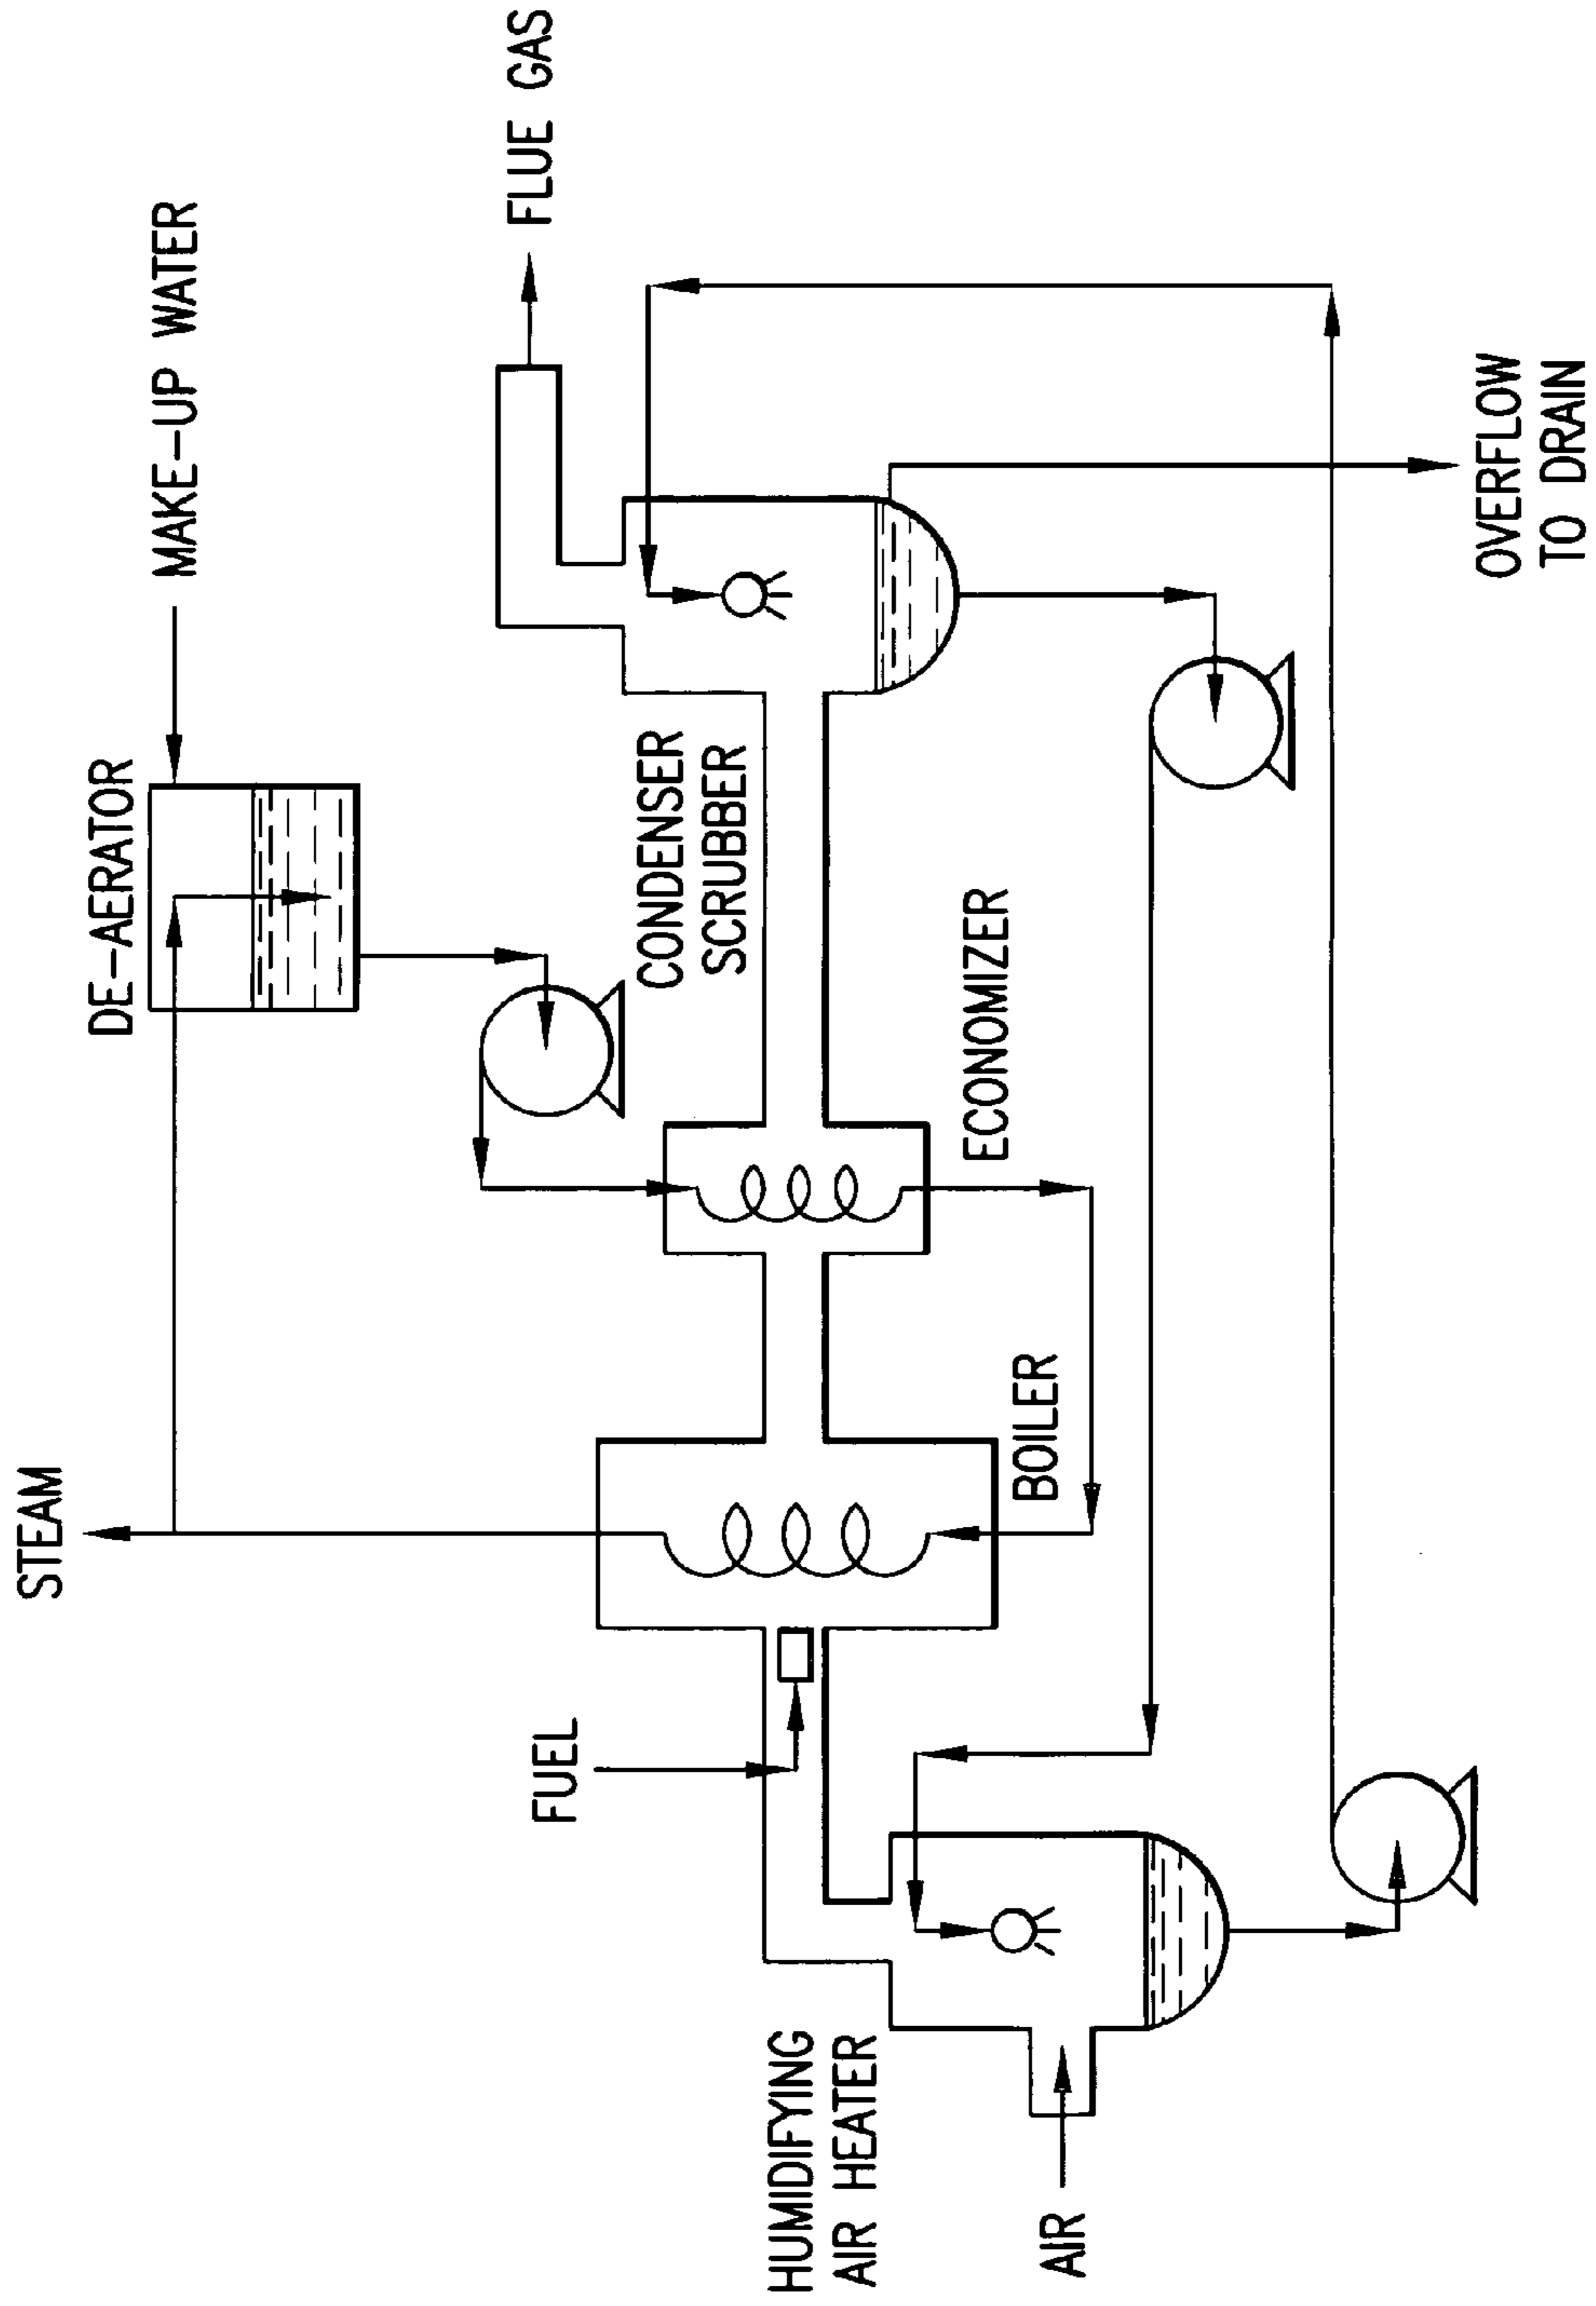 STEAM
DE-AERATOR
MAKE-UP WATER
FLUE GAS
FUEL
CONDENSER
SCRUBBER
HUMIDIFYING
AIR HEATER
BOILER
ECONOMIZER
AIR
OVERFLOW
TO DRAIN